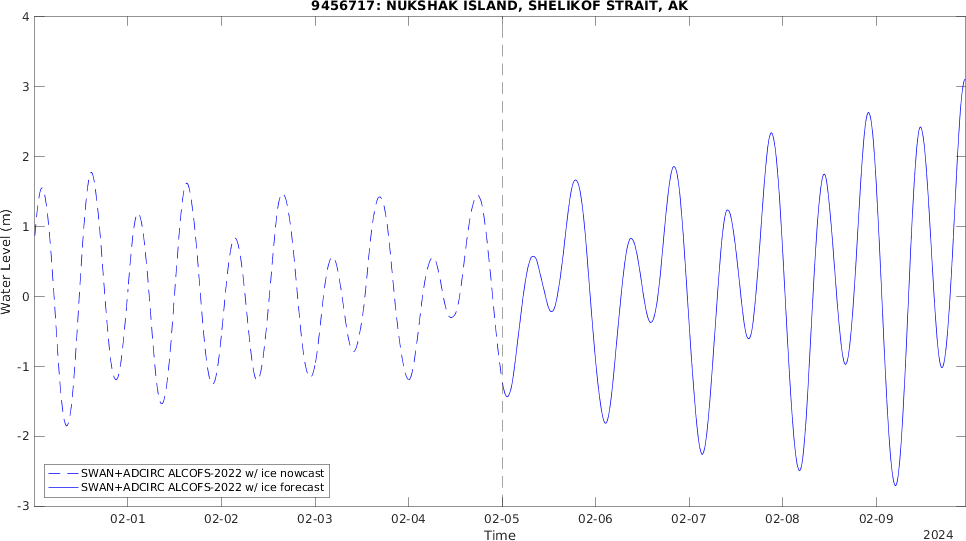 9456717: NUKSHAK ISLAND, SHELIKOF STRAIT, AK
4
3
2
1
0
-1
-2
-3
Water Level (m)
SWAN+ADCIRC ALCOFS-2022 w/ ice nowcast
SWAN+ADCIRC ALCOFS-2022 w/ ice forecast
02-01 02-02 02-03 02-04 02-05 02-06 02-07 02-08 02-09
Time
2024